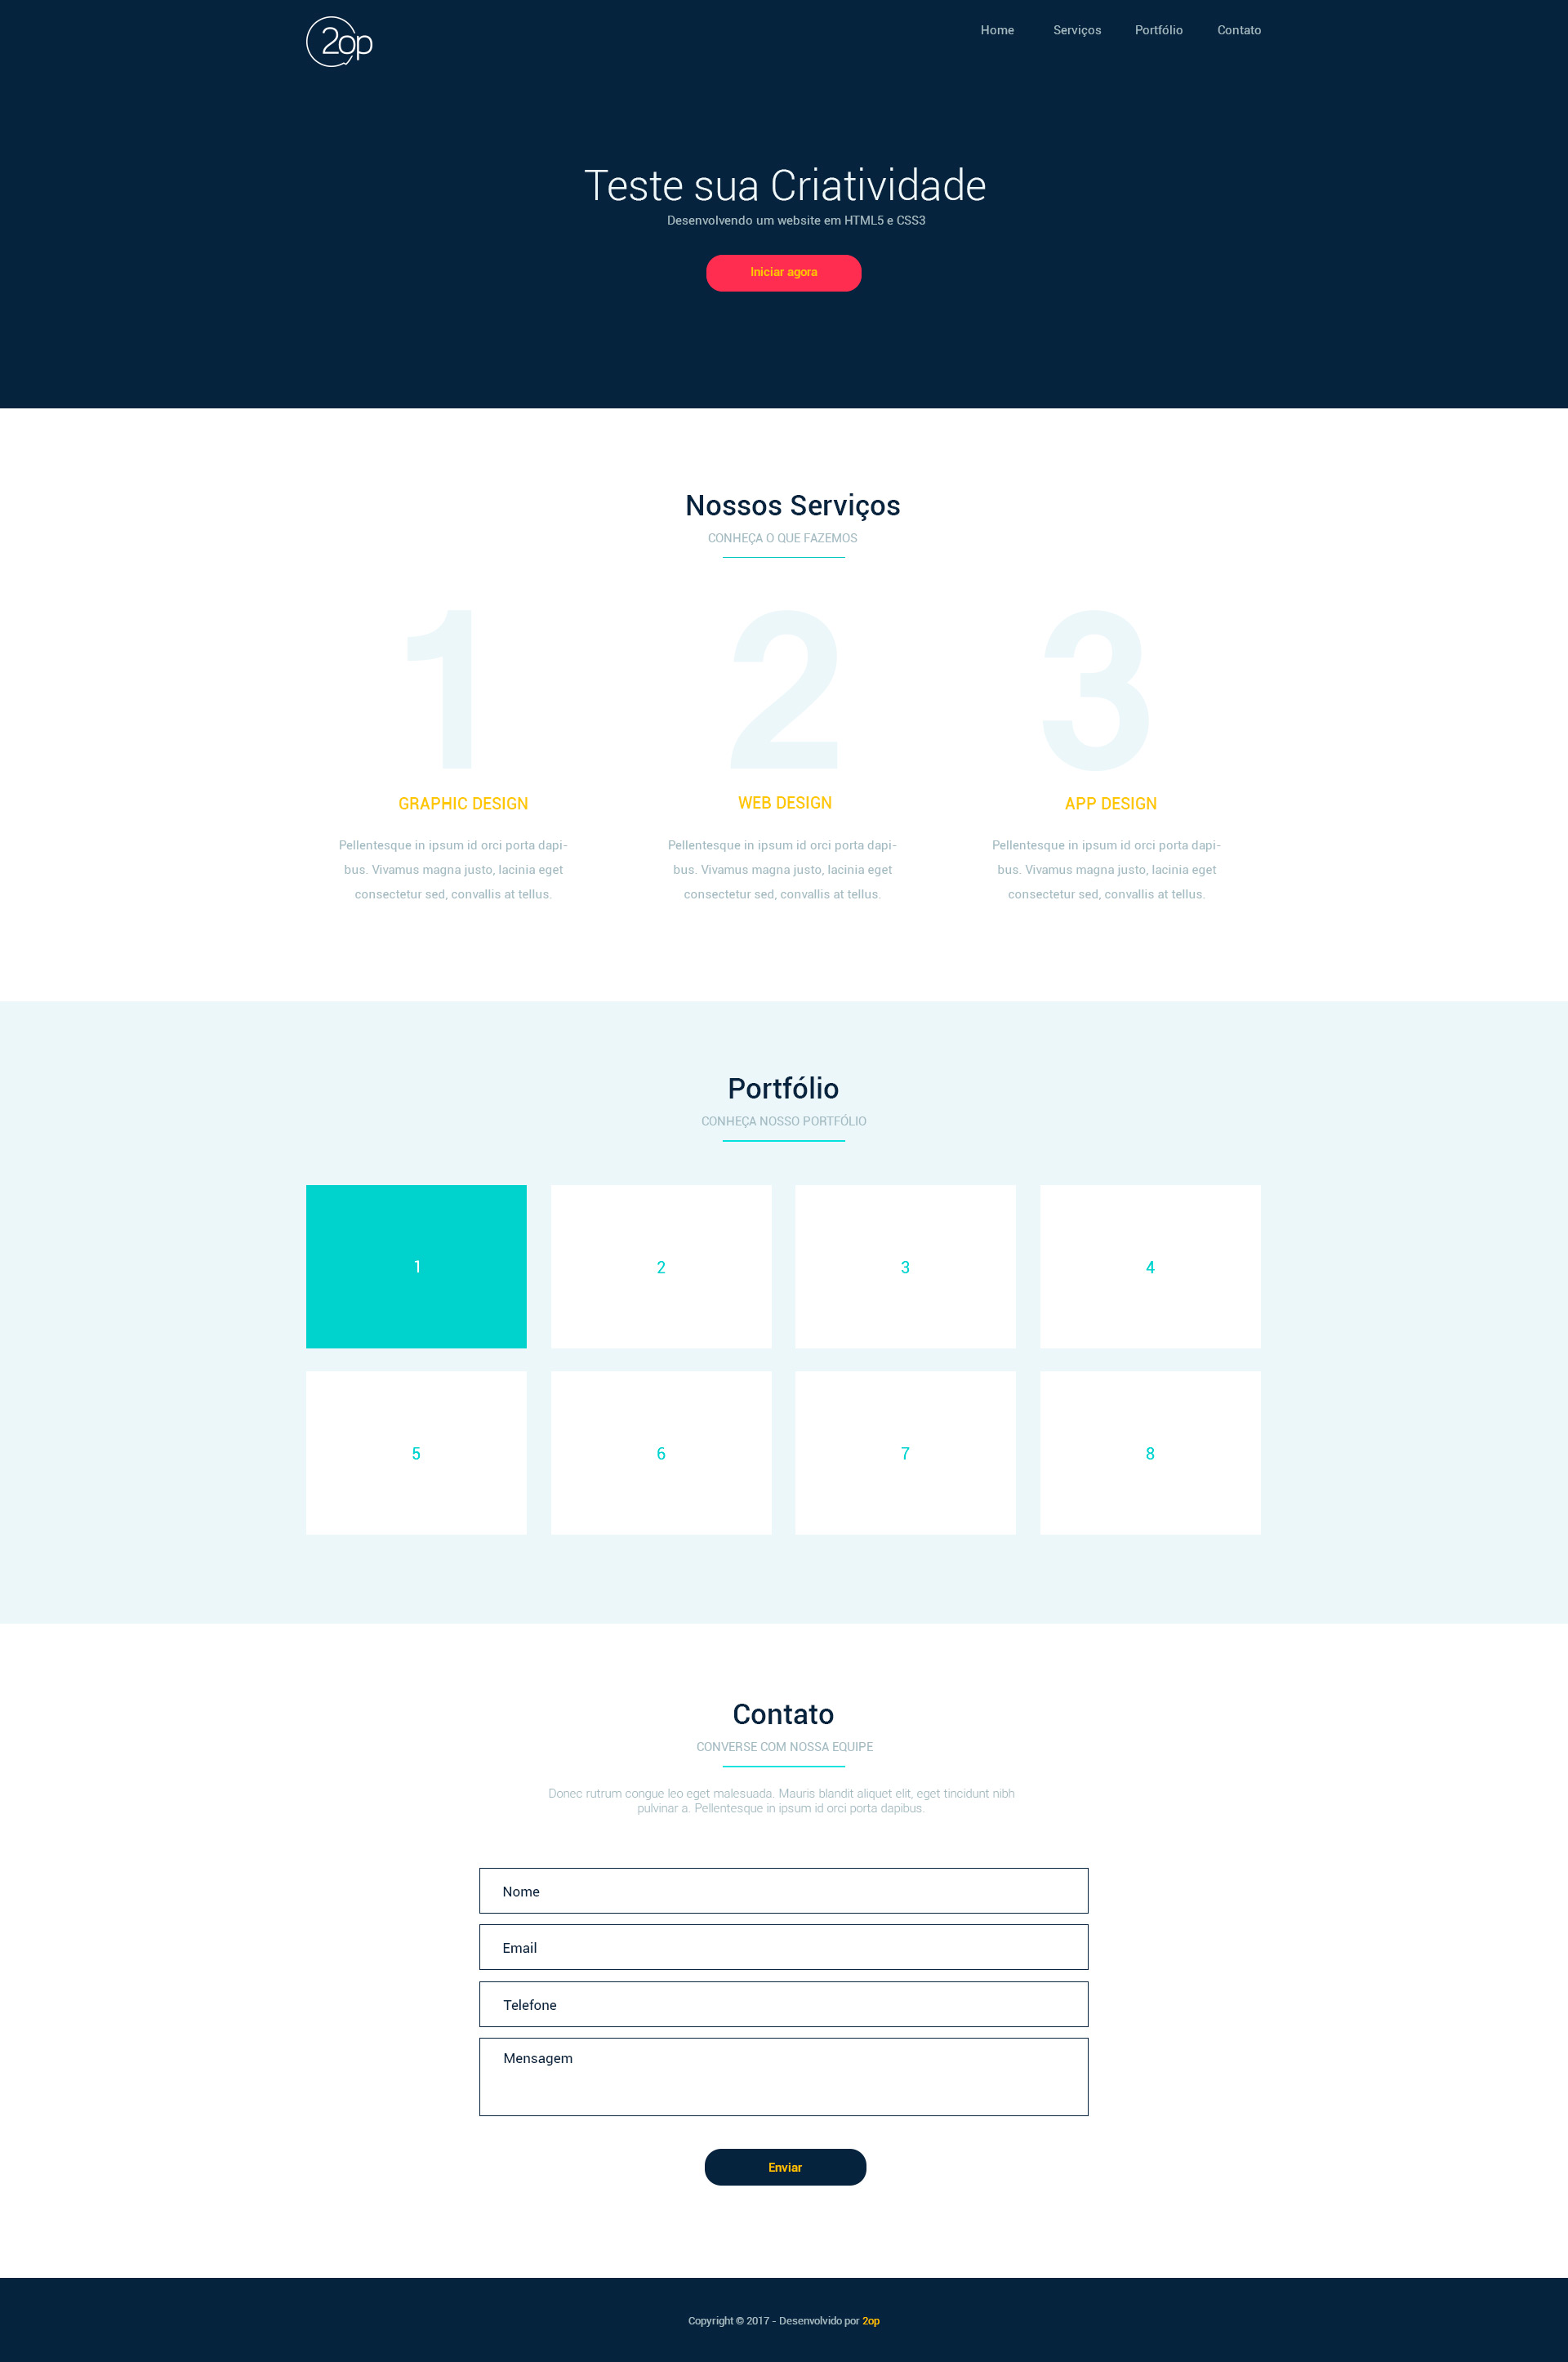 2op
Home Serviços Portfólio Contato
Teste sua Criatividade
Desenvolvendo um website em HTML5 e CSS3
Iniciar agora
Nossos Serviços
CONHEÇA O QUE FAZEMOS
1
GRAPHIC DESIGN
Pellentesque in ipsum id orci porta dapi-
bus. Vivamus magna justo, lacinia eget
consectetur sed, convallis at tellus.
2
WEB DESIGN
Pellentesque in ipsum id orci porta dapi-
bus. Vivamus magna justo, lacinia eget
consectetur sed, convallis at tellus.
3
APP DESIGN
Pellentesque in ipsum id orci porta dapi-
bus. Vivamus magna justo, lacinia eget
consectetur sed, convallis at tellus.
Portfólio
CONHEÇA NOSSO PORTFÓLIO
1
2
3
4
5
6
7
8
Contato
CONVERSE COM NOSSA EQUIPE
Donec rutrum congue leo eget malesuada. Mauris blandit aliquet elit, eget tincidunt nibh
pulvinar a. Pellentesque in ipsum id orci porta dapibus.
Nome
Email
Telefone
Mensagem
Enviar
Copyright © 2017 - Desenvolvido por 2op